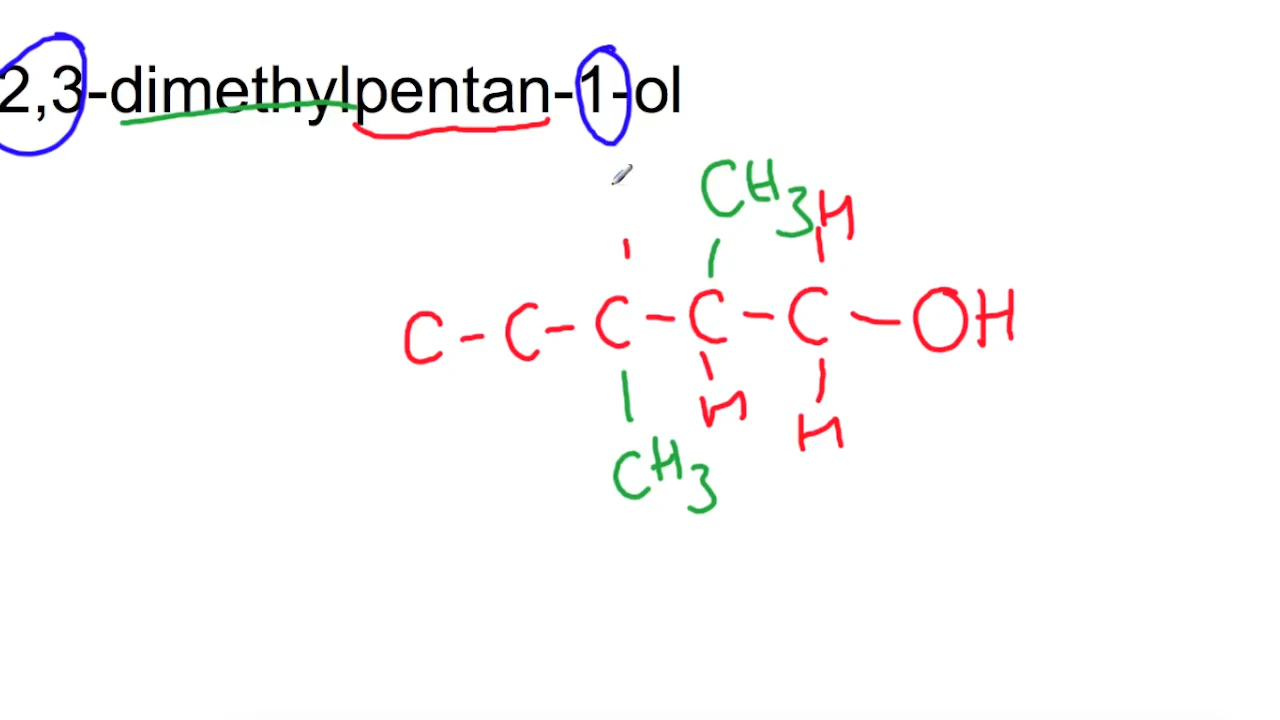 2,3-dimethylpentan-1-ol
CH3 H
C - C - C - C - C - OH
H H
CH3